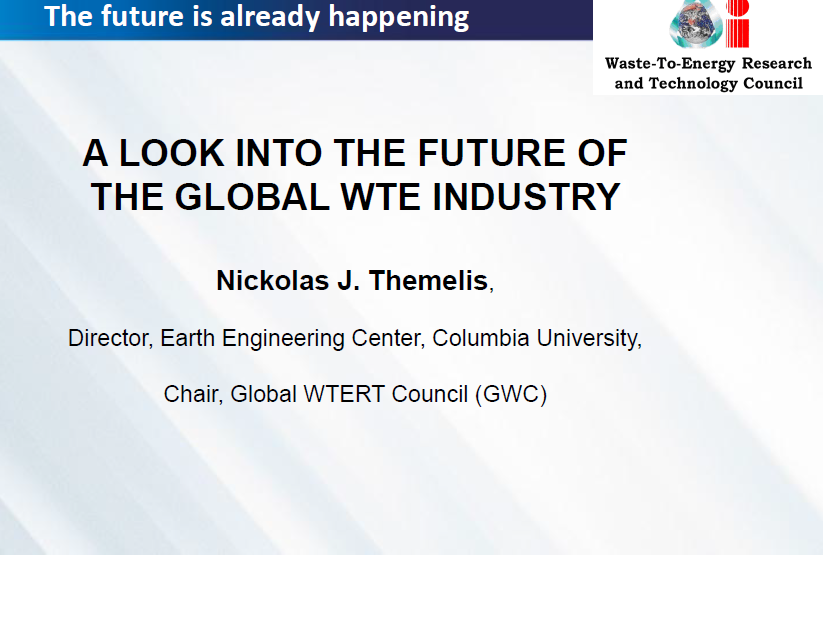 The future is already happening
Waste-To-Energy Research
and Technology Council
A LOOK INTO THE FUTURE OF
THE GLOBAL WTE INDUSTRY
Nickolas J. Themelis,
Director, Earth Engineering Center, Columbia University,
Chair, Global WTERT Council (GWC)